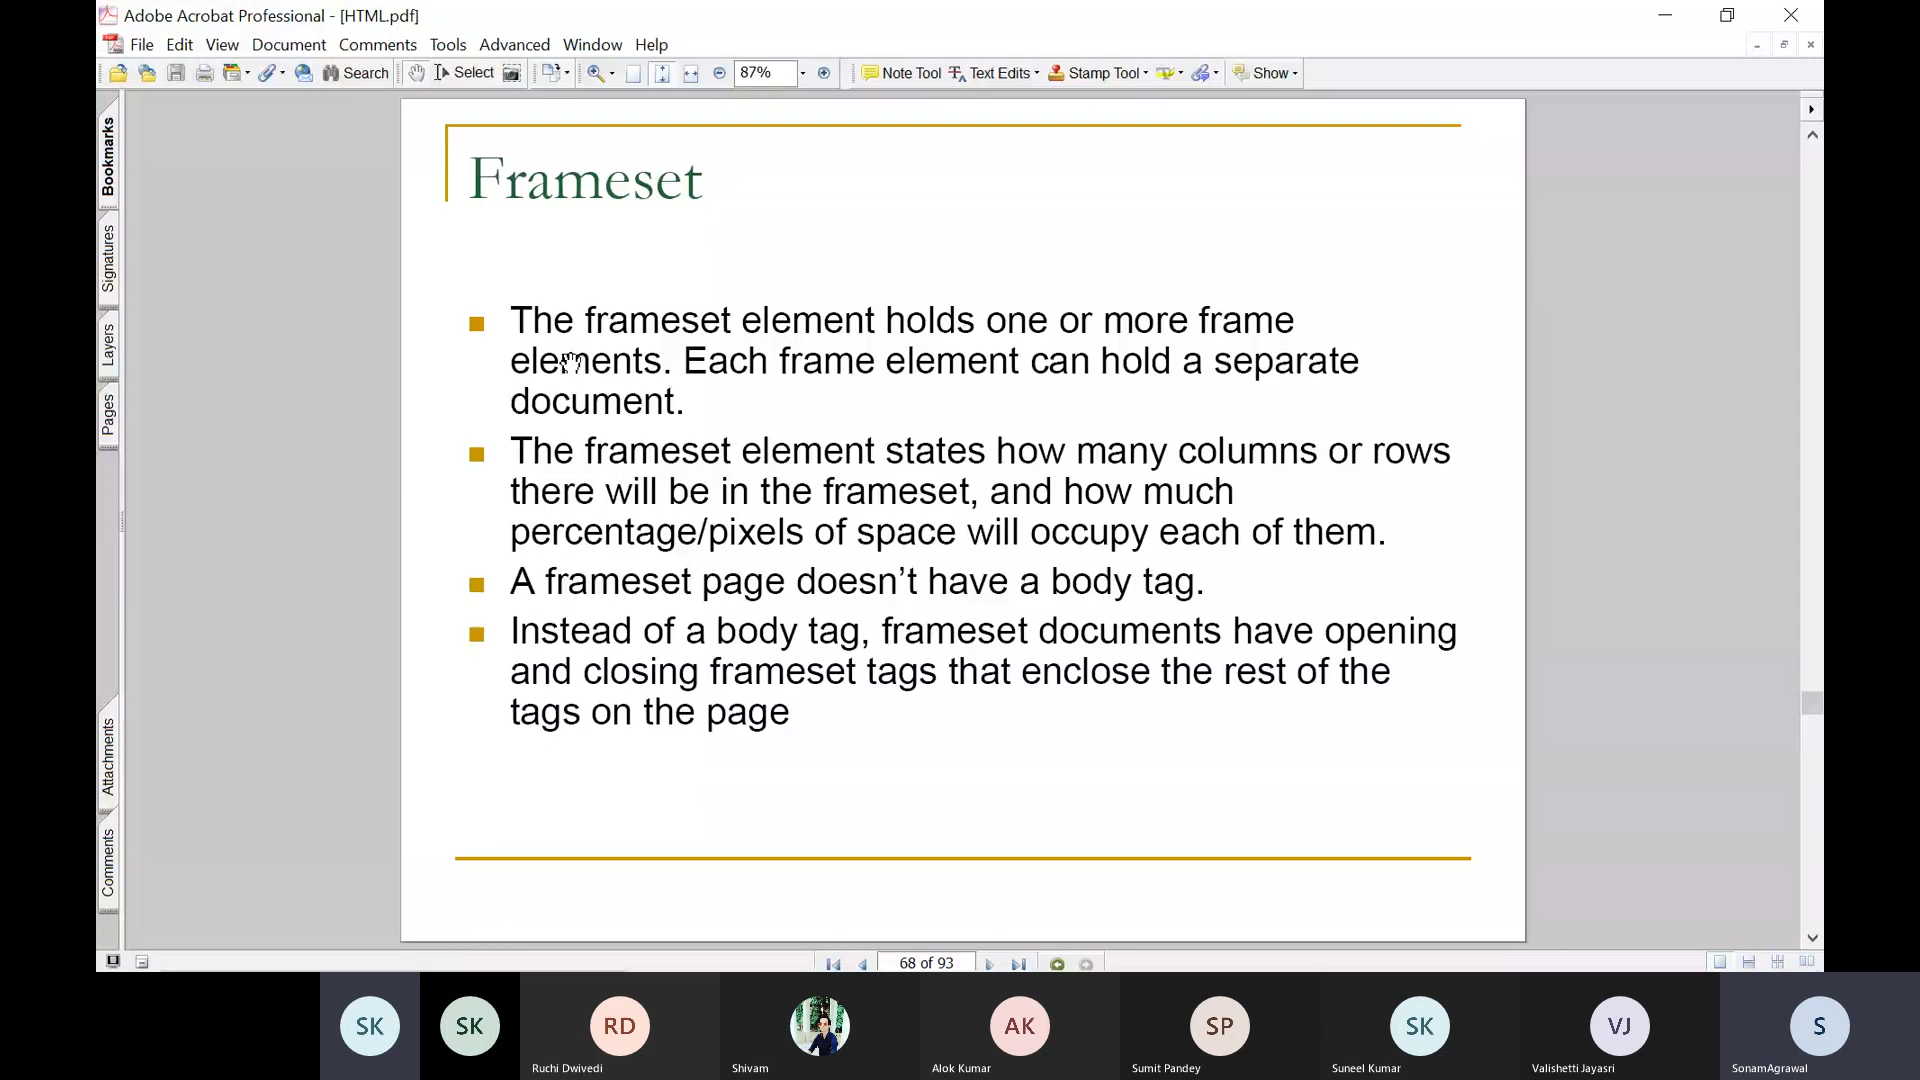 Adobe Acrobat Professional - [HTML.pdf]
File Edit View Document Comments Tools Advanced Window Help
Search Select 87% Note Tool Text Edits Stamp Tool Show
Bookmarks
Signatures
Layers
Pages
Attachments
Comments
Frameset
The frameset element holds one or more frame
elements. Each frame element can hold a separate
document.
The frameset element states how many columns or rows
there will be in the frameset, and how much
percentage/pixels of space will occupy each of them.
A frameset page doesn’t have a body tag.
Instead of a body tag, frameset documents have opening
and closing frameset tags that enclose the rest of the
tags on the page
68 of 93
SK SK RD AK SP SK VJ S
Ruchi Dwivedi Shivam Alok Kumar Sumit Pandey Suneel Kumar Valishetti Jayasri SonamAgrawal